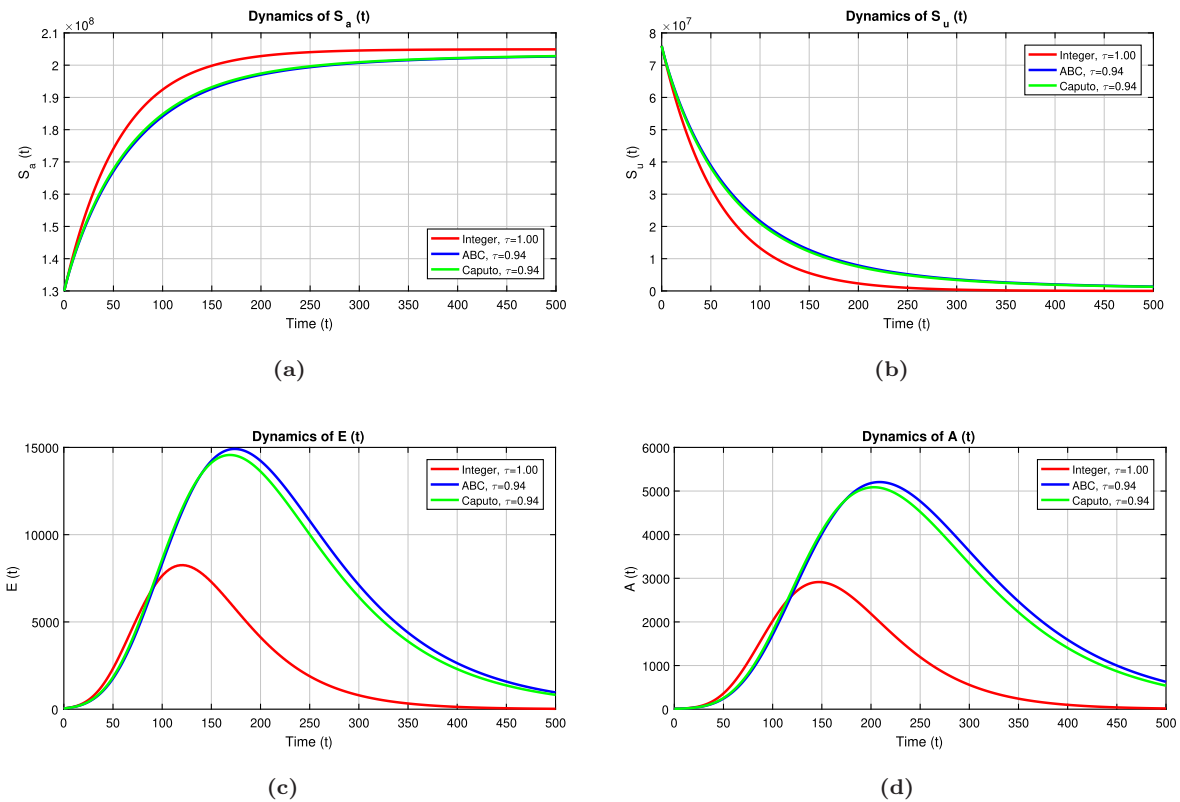 Dynamics of S_a (t)
×10^8
2.1
2
1.9
1.8
1.7
1.6
1.5
1.4
1.3
S_a (t)
Integer, τ=1.00
ABC, τ=0.94
Caputo, τ=0.94
0 50 100 150 200 250 300 350 400 450 500
Time (t)
(a)
Dynamics of S_u (t)
×10^7
8
7
6
5
4
3
2
1
0
S_u (t)
Integer, τ=1.00
ABC, τ=0.94
Caputo, τ=0.94
0 50 100 150 200 250 300 350 400 450 500
Time (t)
(b)
Dynamics of E (t)
15000
10000
5000
0
E (t)
Integer, τ=1.00
ABC, τ=0.94
Caputo, τ=0.94
0 50 100 150 200 250 300 350 400 450 500
Time (t)
(c)
Dynamics of A (t)
6000
5000
4000
3000
2000
1000
0
A (t)
Integer, τ=1.00
ABC, τ=0.94
Caputo, τ=0.94
0 50 100 150 200 250 300 350 400 450 500
Time (t)
(d)